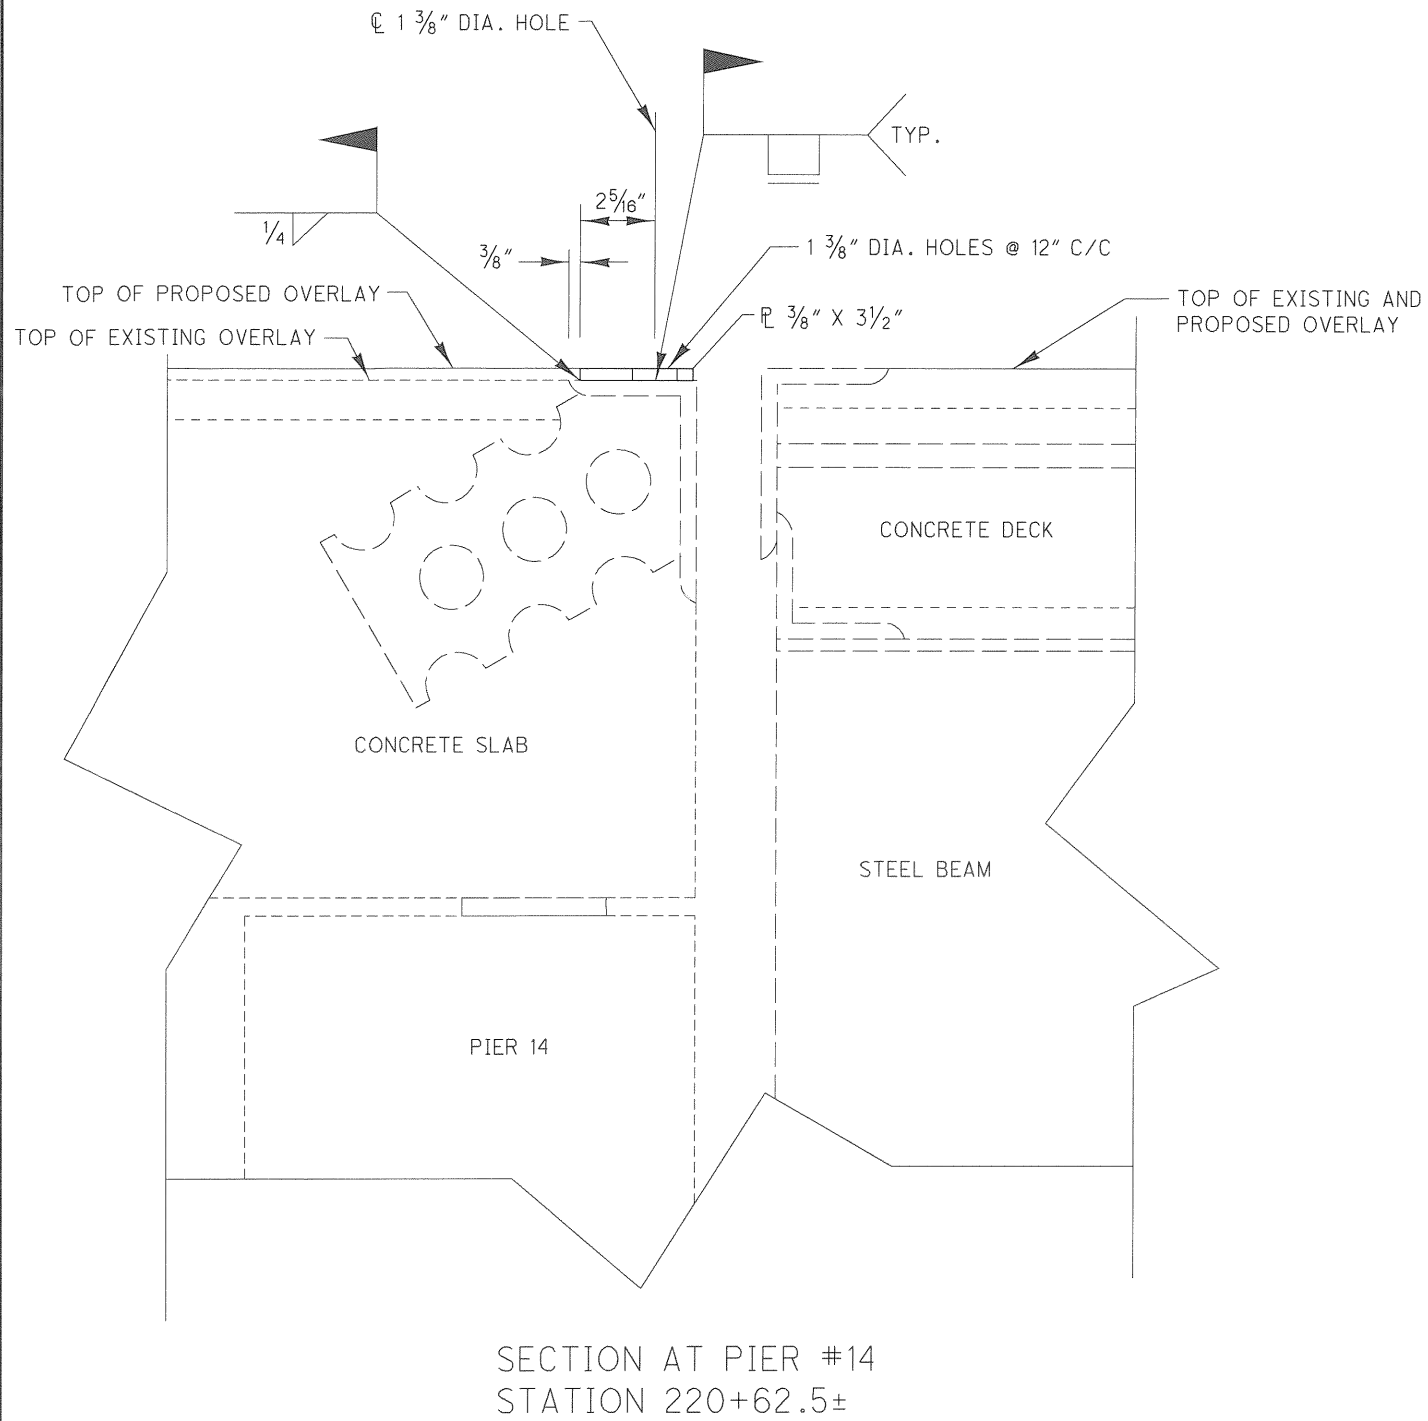 ℄ 1 3/8" DIA. HOLE
TYP.
2 5/16"
1/4
3/8"
1 3/8" DIA. HOLES @ 12" C/C
TOP OF PROPOSED OVERLAY
℄ 3/8" X 3 1/2"
TOP OF EXISTING AND
PROPOSED OVERLAY
TOP OF EXISTING OVERLAY
CONCRETE DECK
CONCRETE SLAB
STEEL BEAM
PIER 14
SECTION AT PIER #14
STATION 220+62.5±